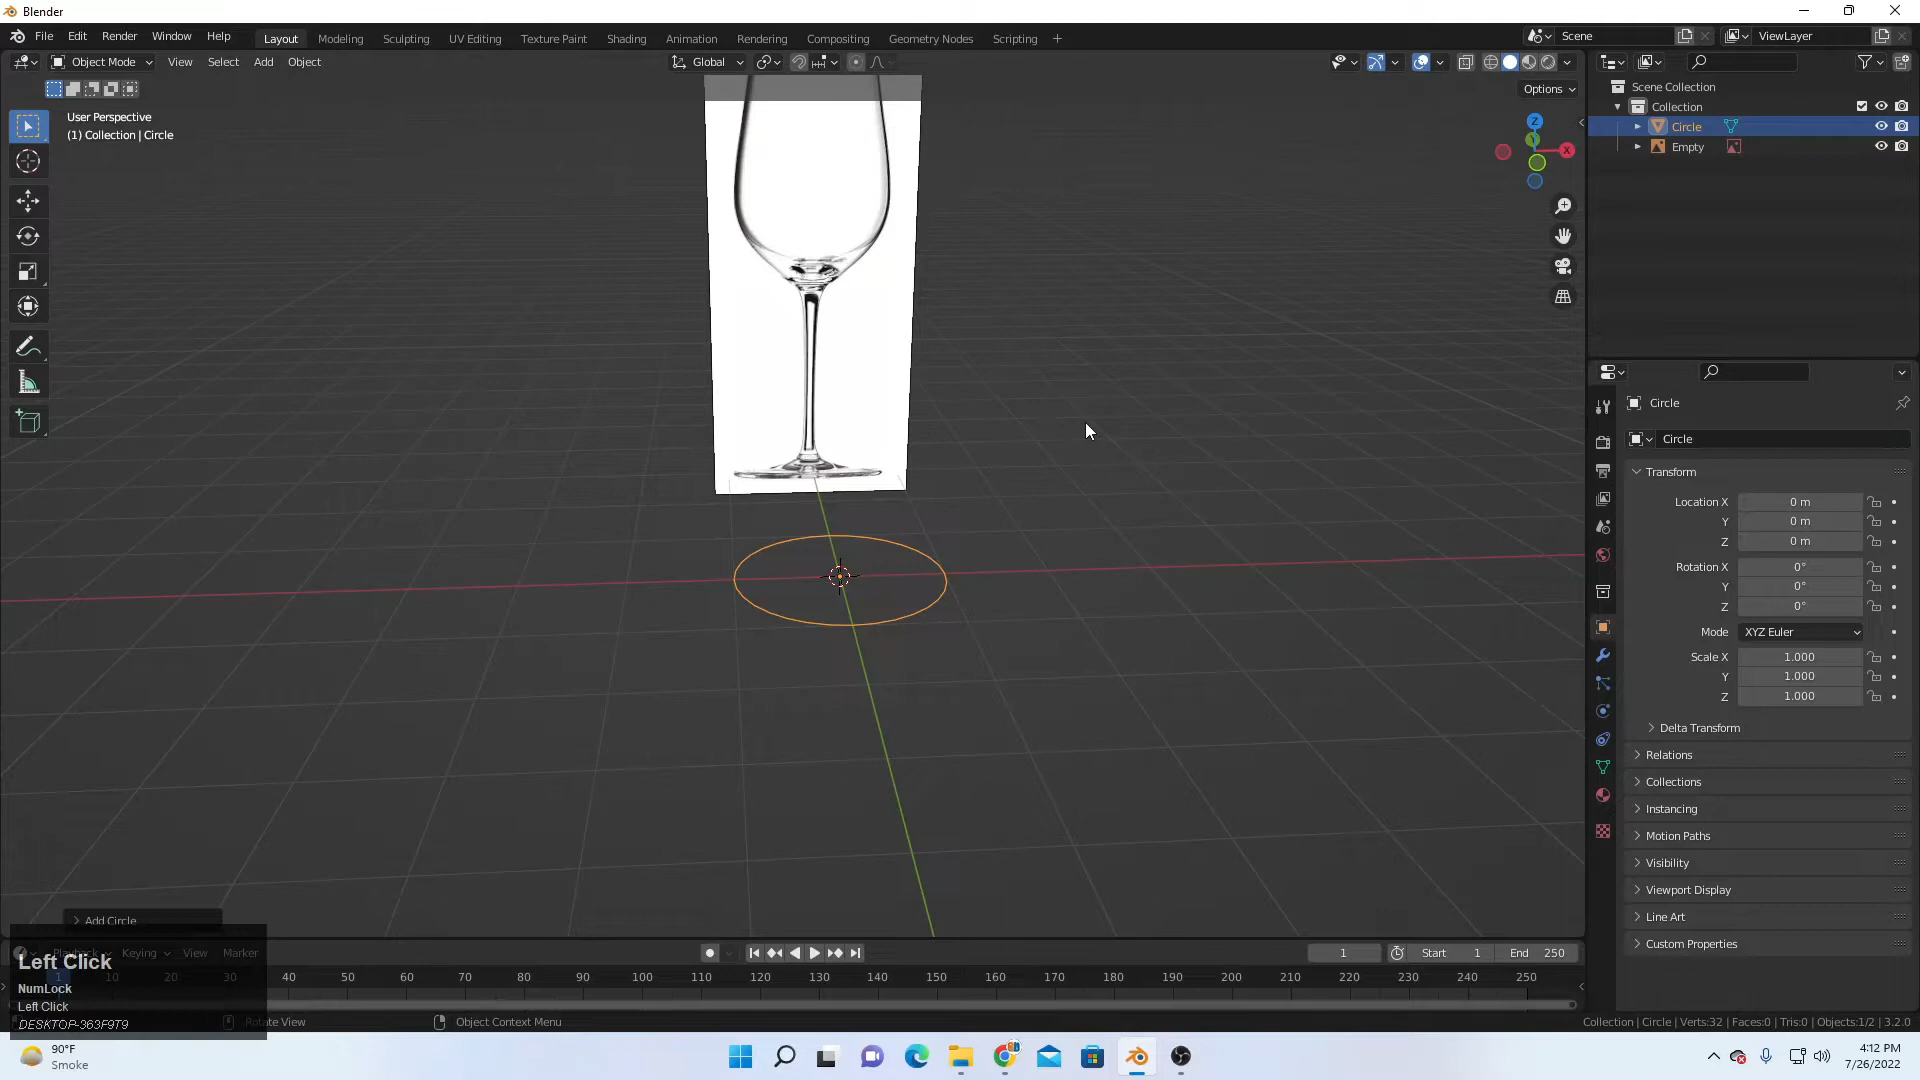 Blender
File Edit Render Window Help
Layout Modeling Sculpting UV Editing Texture Paint Shading Animation Rendering Compositing Geometry Nodes Scripting +
Scene
ViewLayer
Object Mode View Select Add Object
Global
Options
User Perspective
(1) Collection | Circle
Z
X
Scene Collection
Collection
Circle
Empty
Circle
Circle
Transform
Location X 0 m
Y 0 m
Z 0 m
Rotation X 0°
Y 0°
Z 0°
Mode XYZ Euler
Scale X 1.000
Y 1.000
Z 1.000
Delta Transform
Relations
Collections
Instancing
Motion Paths
Visibility
Viewport Display
Line Art
Custom Properties
Add Circle
Playback Keying View Marker
1 Start 1 End 250
1 10 20 30 40 50 60 70 80 90 100 110 120 130 140 150 160 170 180 190 200 210 220 230 240 250
Left Click
NumLock
Left Click
DESKTOP-363F9T9
Rotate View
Object Context Menu
Collection | Circle | Verts:32 | Faces:0 | Tris:0 | Objects:1/2 | 3.2.0
90°F
Smoke
4:12 PM
7/26/2022